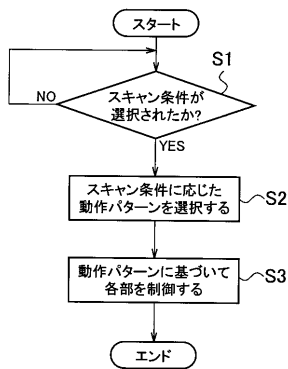 スタート
S1
スキャン条件が
選択されたか?
NO
YES
スキャン条件に応じた
動作パターンを選択する
S2
動作パターンに基づいて
各部を制御する
S3
エンド